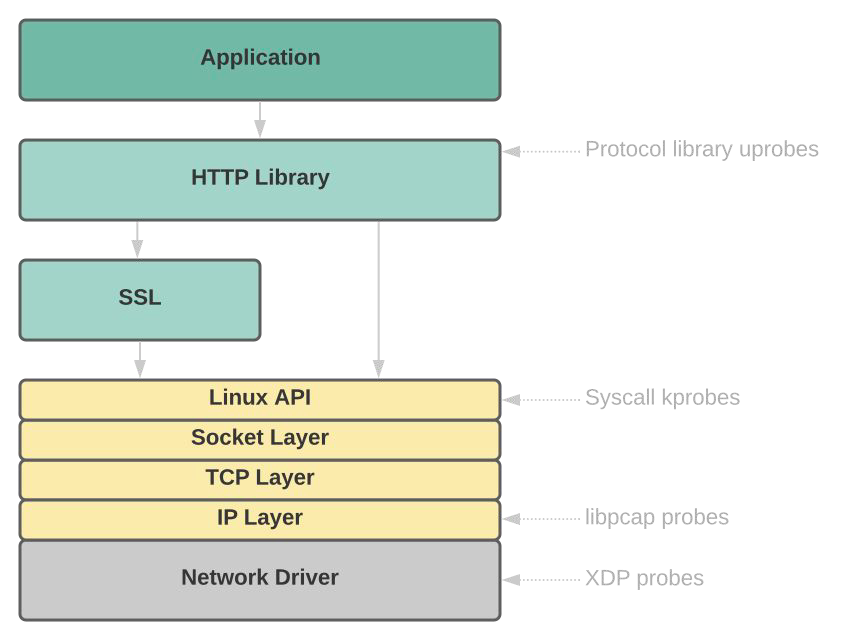 Application
HTTP Library
Protocol library uprobes
SSL
Linux API
Syscall kprobes
Socket Layer
TCP Layer
IP Layer
libpcap probes
Network Driver
XDP probes